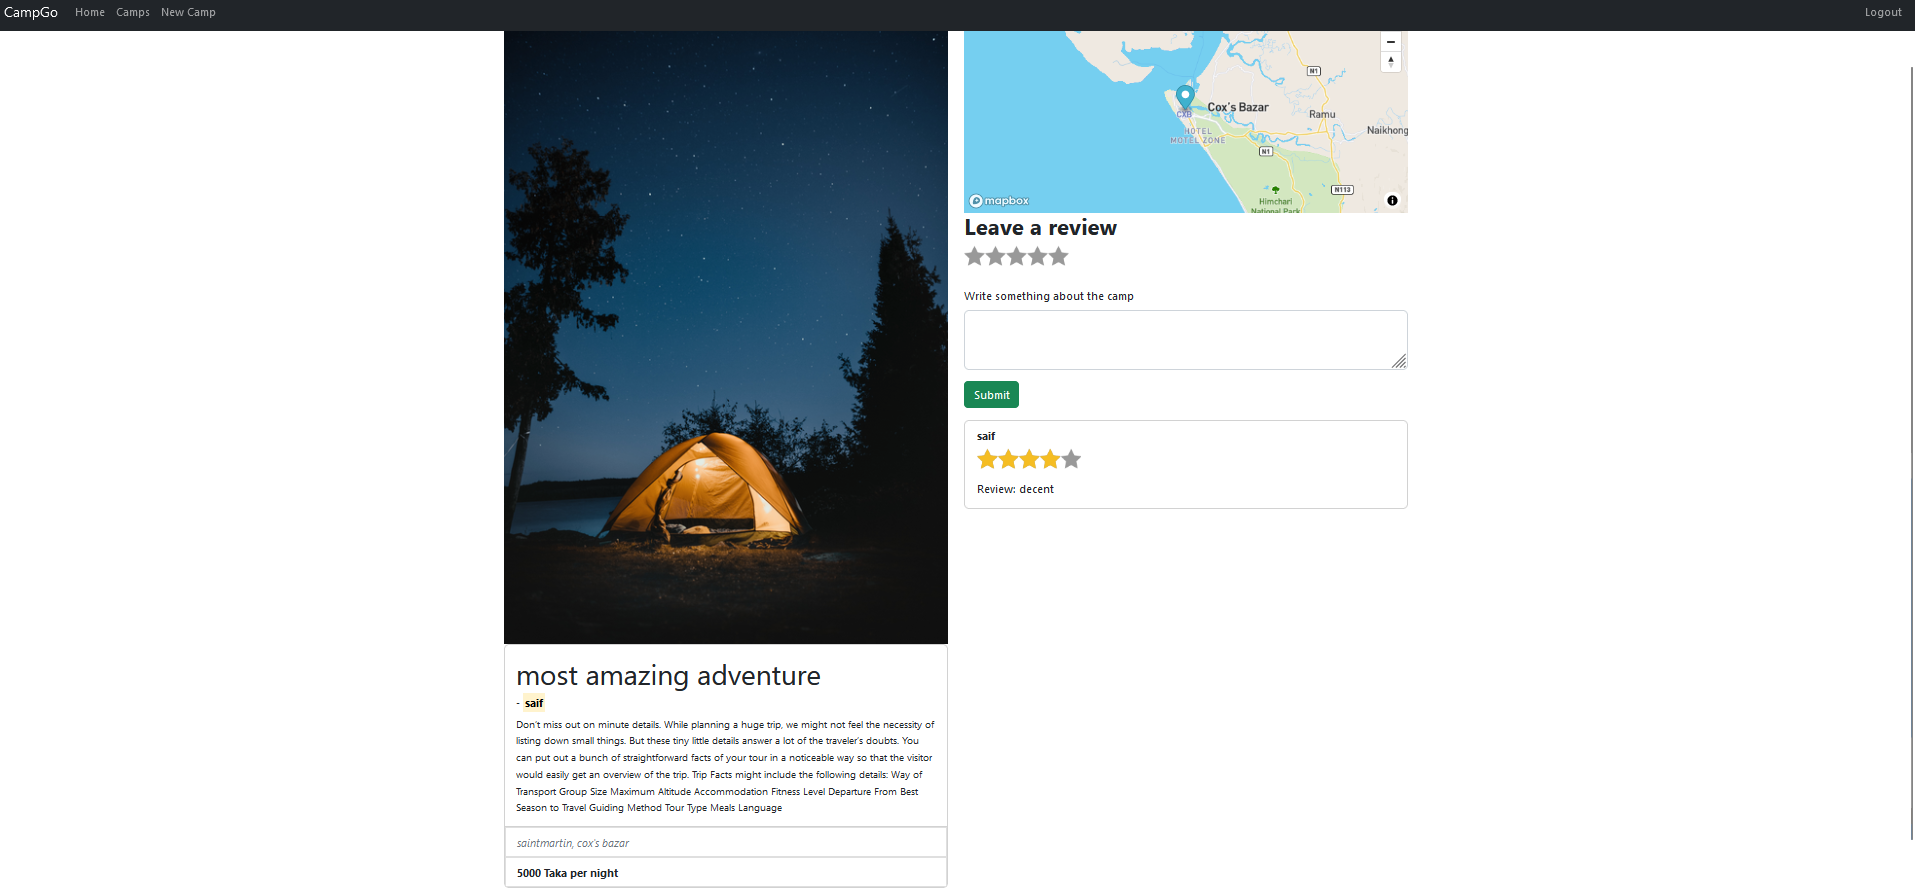 CampGo Home Camps New Camp Logout
N1
CXB
Cox's Bazar
Ramu
Naikhong
HOTEL
MOTEL ZONE
N1
N113
Himchari
National Park
mapbox
Leave a review
Write something about the camp
Submit
saif
Review: decent
most amazing adventure
- saif
Don't miss out on minute details. While planning a huge trip, we might not feel the necessity of
listing down small things. But these tiny little details answer a lot of the traveler's doubts. You
can put out a bunch of straightforward facts of your tour in a noticeable way so that the visitor
would easily get an overview of the trip. Trip Facts might include the following details: Way of
Transport Group Size Maximum Altitude Accommodation Fitness Level Departure From Best
Season to Travel Guiding Method Tour Type Meals Language
saintmartin, cox's bazar
5000 Taka per night